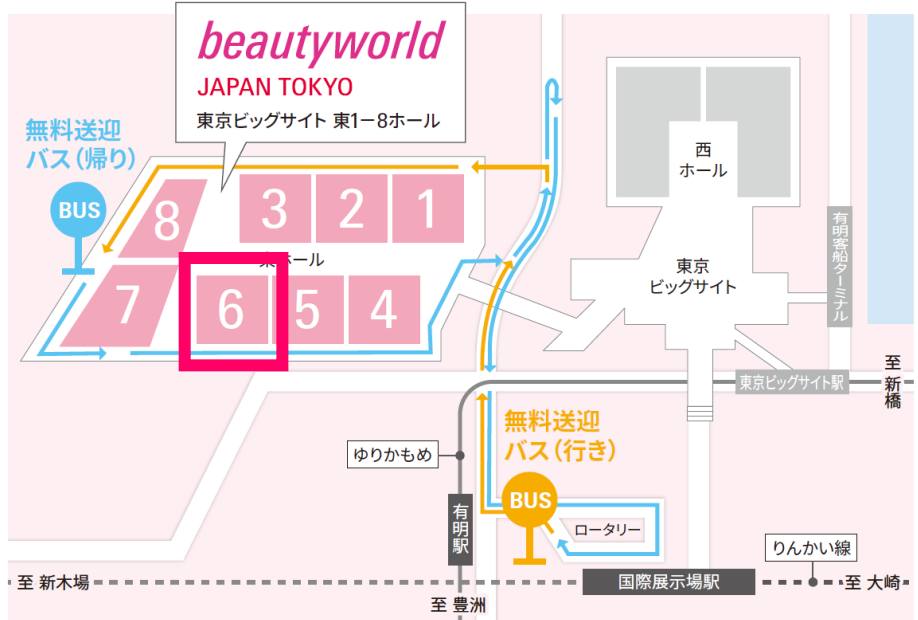 beautyworld
JAPAN TOKYO
東京ビッグサイト 東1−8ホール
無料送迎
バス（帰り）
BUS
8
3
2
1
ホール
7
6
5
4
西
ホール
東京
ビッグサイト
有明客船ターミナル
東京ビッグサイト駅
至 新橋
無料送迎
バス（行き）
BUS
ゆりかもめ
有明駅
ロータリー
りんかい線
至 新木場
国際展示場駅
至 大崎
至 豊洲